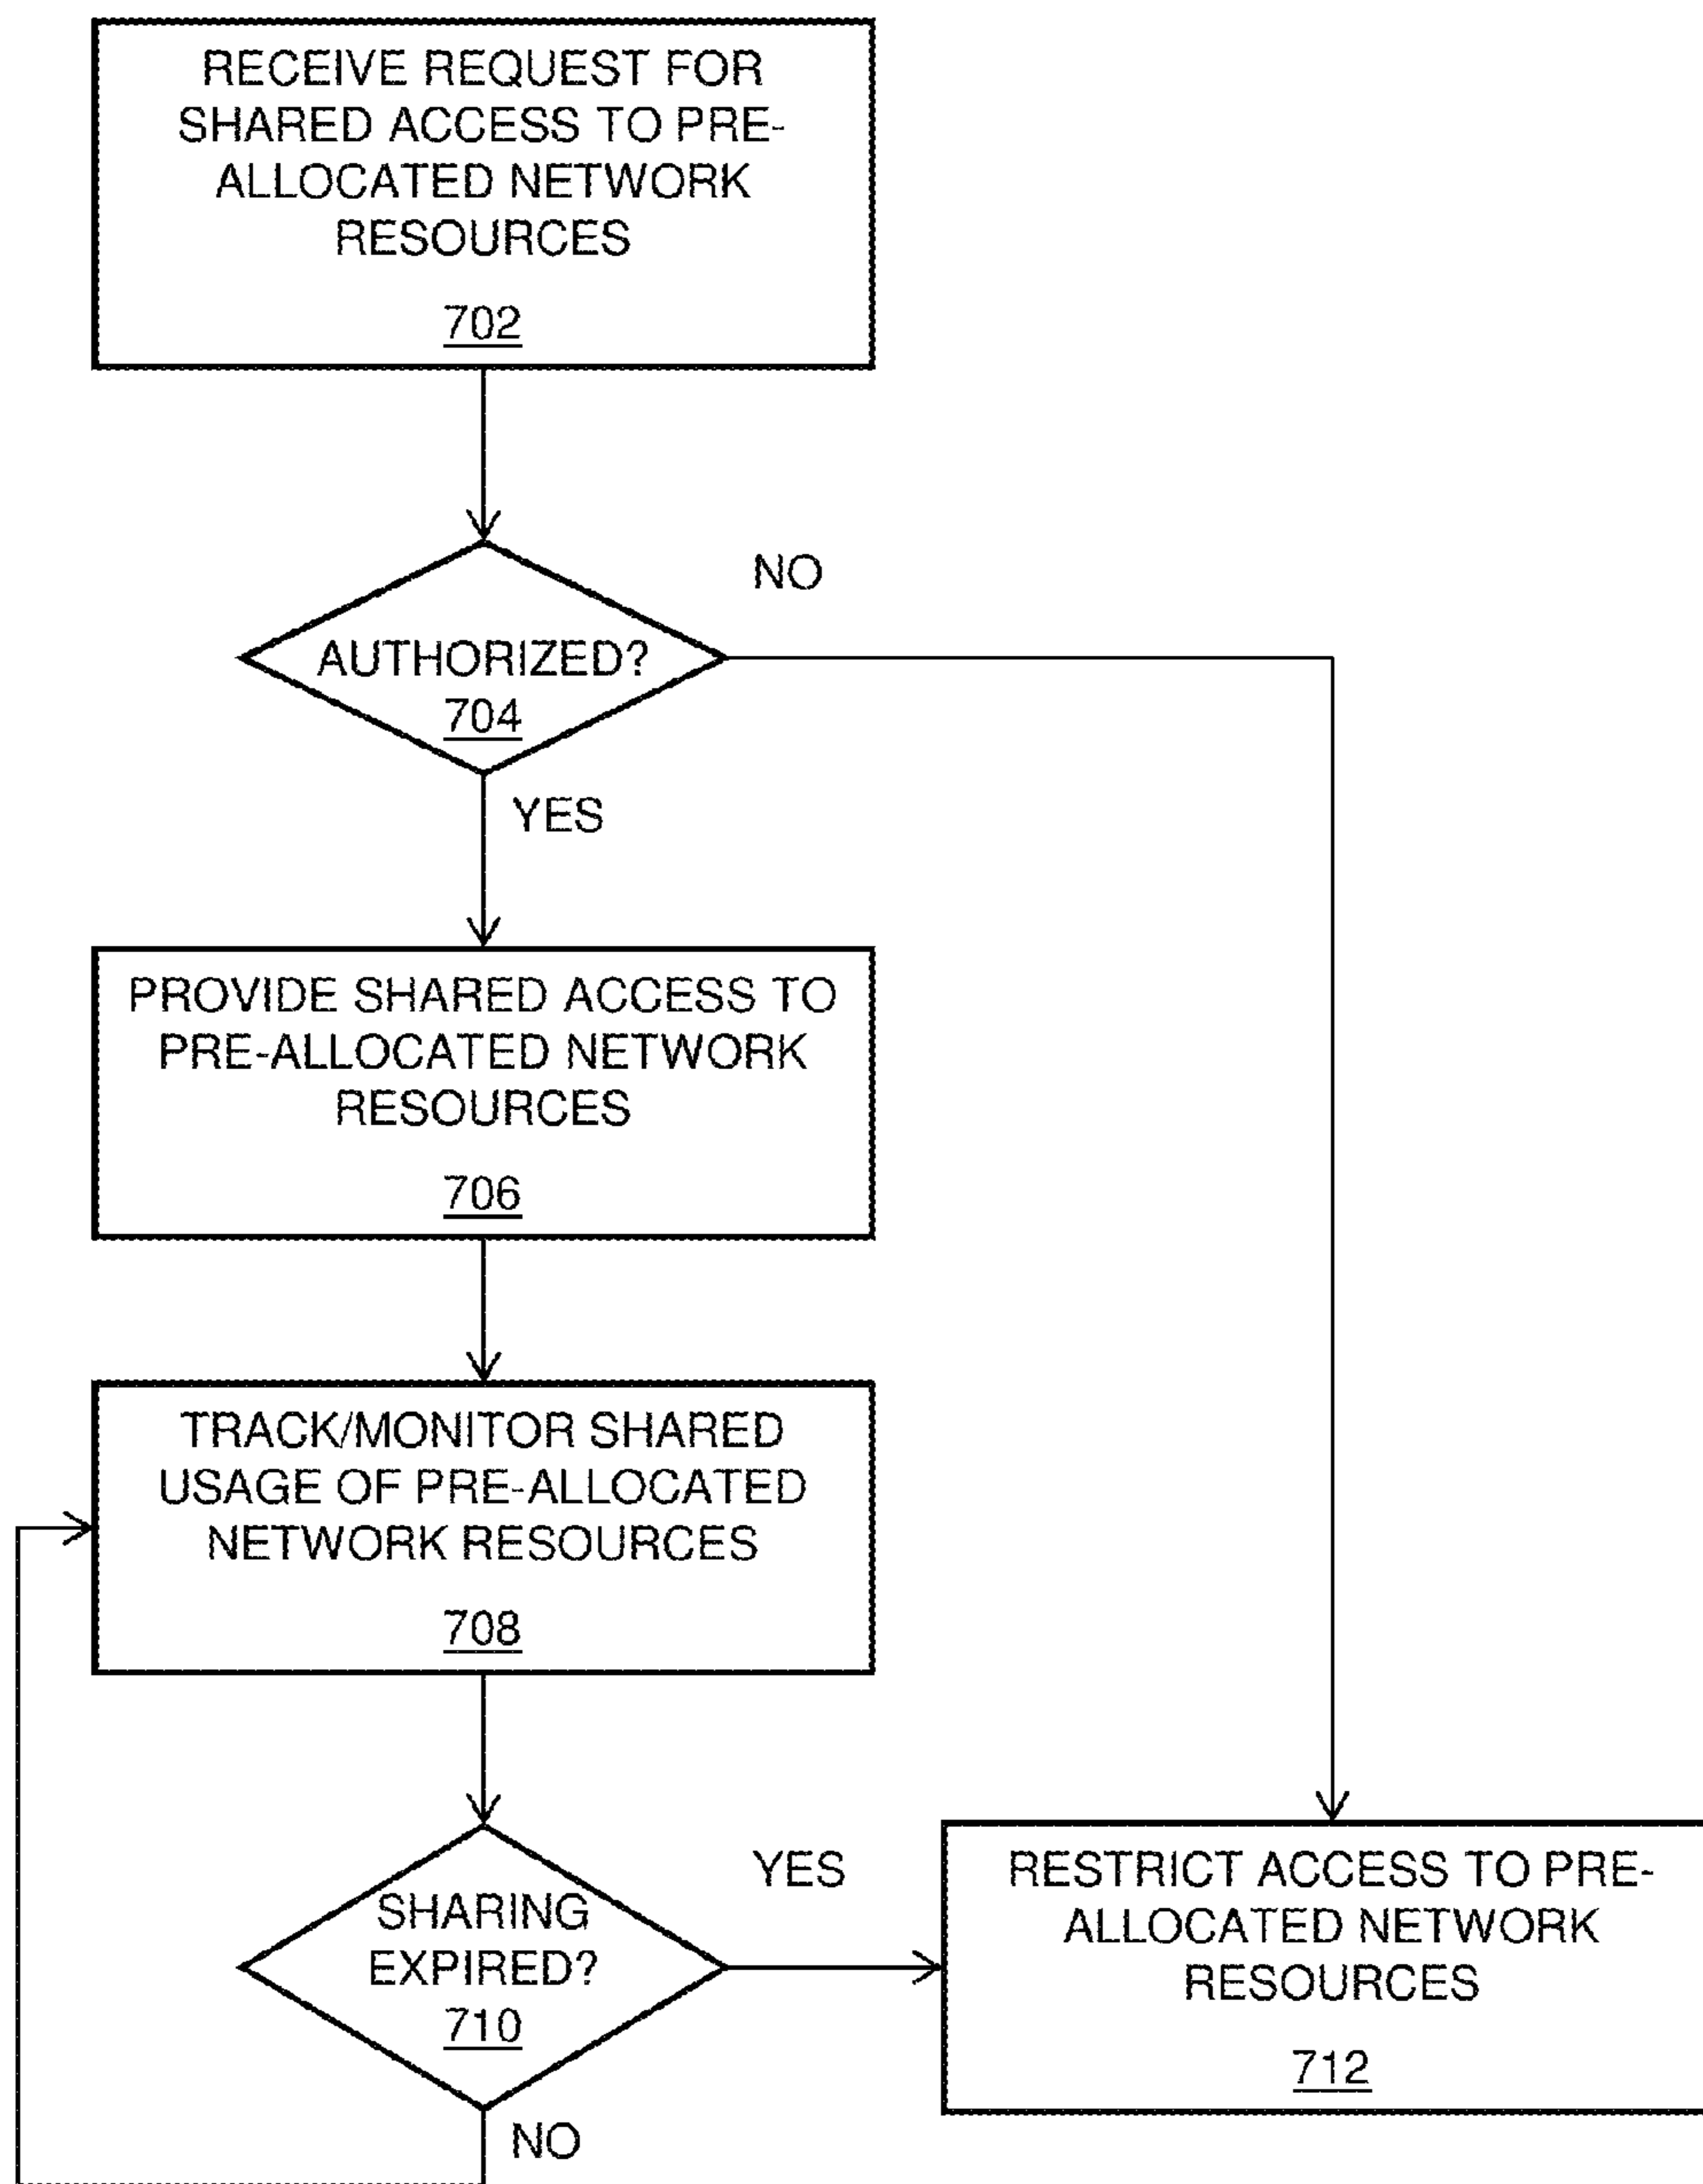 RECEIVE REQUEST FOR
SHARED ACCESS TO PRE-
ALLOCATED NETWORK
RESOURCES
702
AUTHORIZED?
704
NO
YES
PROVIDE SHARED ACCESS TO
PRE-ALLOCATED NETWORK
RESOURCES
706
TRACK/MONITOR SHARED
USAGE OF PRE-ALLOCATED
NETWORK RESOURCES
708
SHARING
EXPIRED?
710
YES
NO
RESTRICT ACCESS TO PRE-
ALLOCATED NETWORK
RESOURCES
712